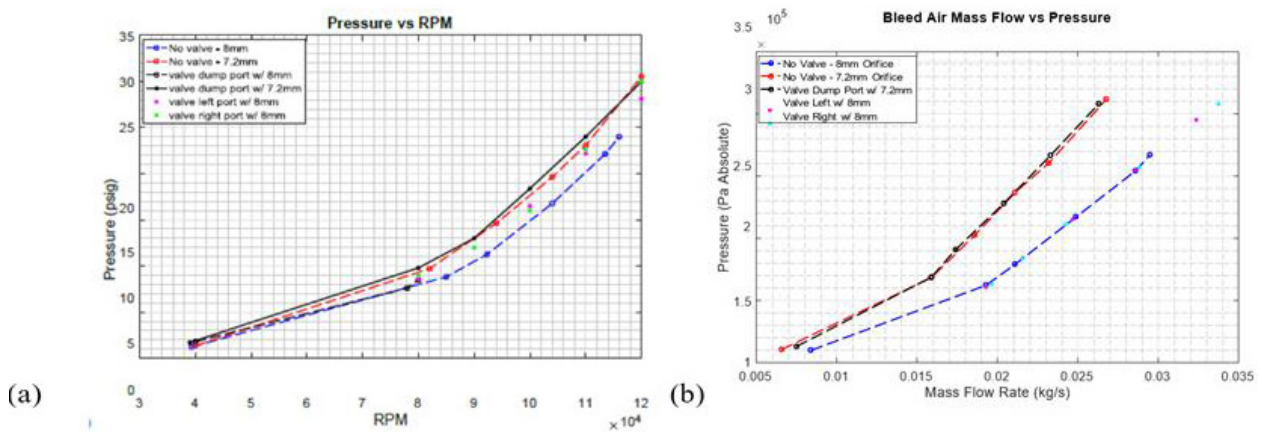 Pressure vs RPM
35
30
25
20
15
10
5
0
Pressure (psig)
No valve - 8mm
No valve - 7.2mm
valve dump port w/ 8mm
valve dump port w/ 7.2mm
valve left port w/ 8mm
valve right port w/ 8mm
3 4 5 6 7 8 9 10 11 12
RPM
× 10^4
(a)
Bleed Air Mass Flow vs Pressure
3.5 10^5
×
3
2.5
2
1.5
1
Pressure (Pa Absolute)
No Valve - 8mm Orifice
No Valve - 7.2mm Orifice
Valve Dump Port w/ 7.2mm
Valve Left w/ 8mm
Valve Right w/ 8mm
0.005 0.01 0.015 0.02 0.025 0.03 0.035
Mass Flow Rate (kg/s)
(b)